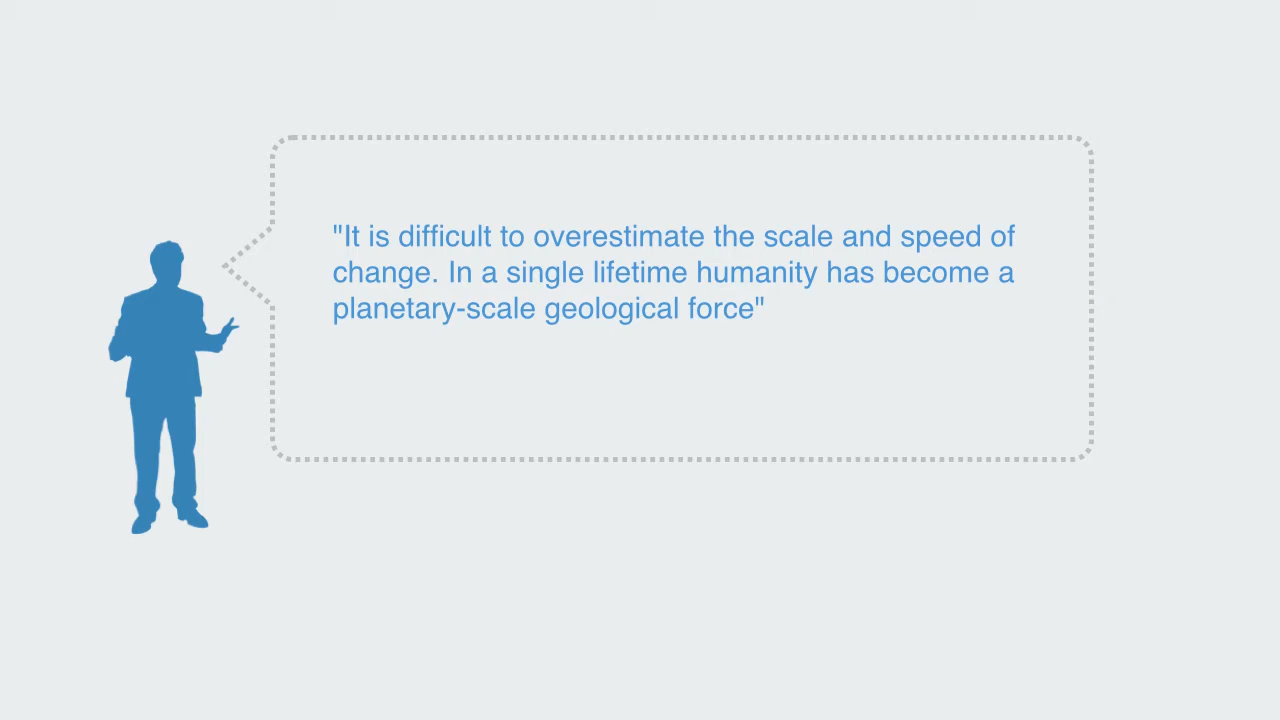 "It is difficult to overestimate the scale and speed of
change. In a single lifetime humanity has become a
planetary-scale geological force"